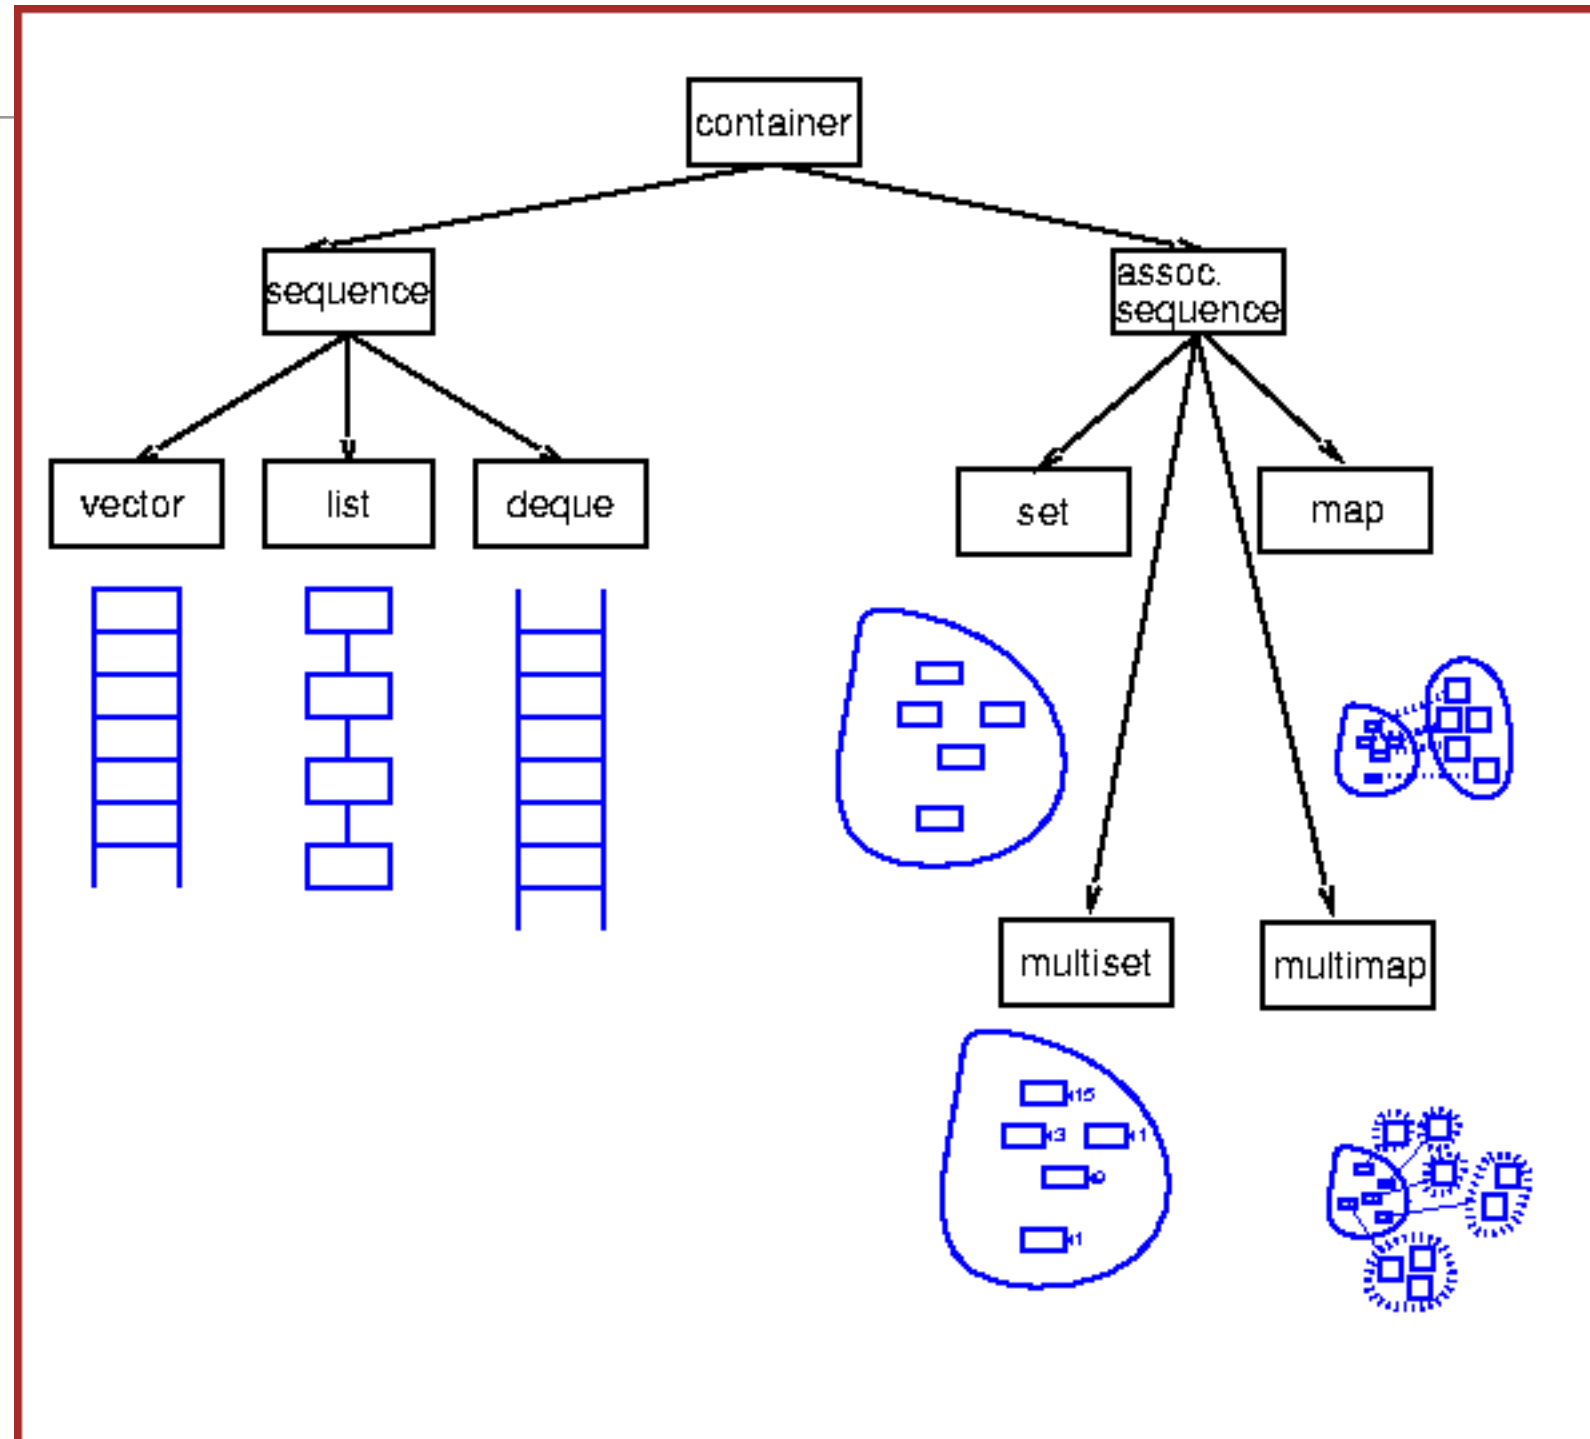 container
sequence
assoc.
sequence
vector
list
deque
set
map
multiset
multimap
15
3
1
1